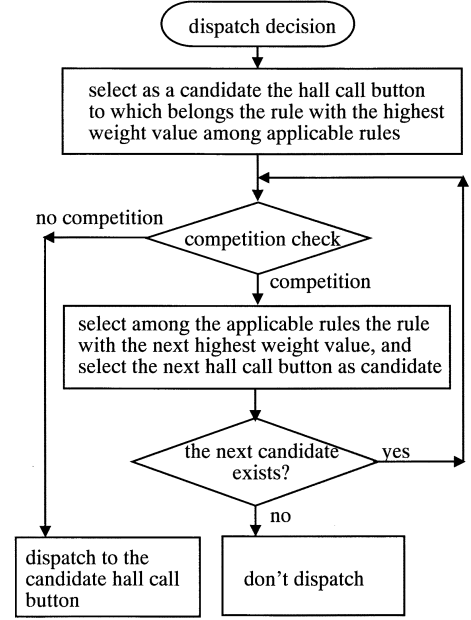 dispatch decision
select as a candidate the hall call button
to which belongs the rule with the highest
weight value among applicable rules
no competition
competition check
competition
select among the applicable rules the rule
with the next highest weight value, and
select the next hall call button as candidate
the next candidate
exists?
yes
no
dispatch to the
candidate hall call
button
don't dispatch